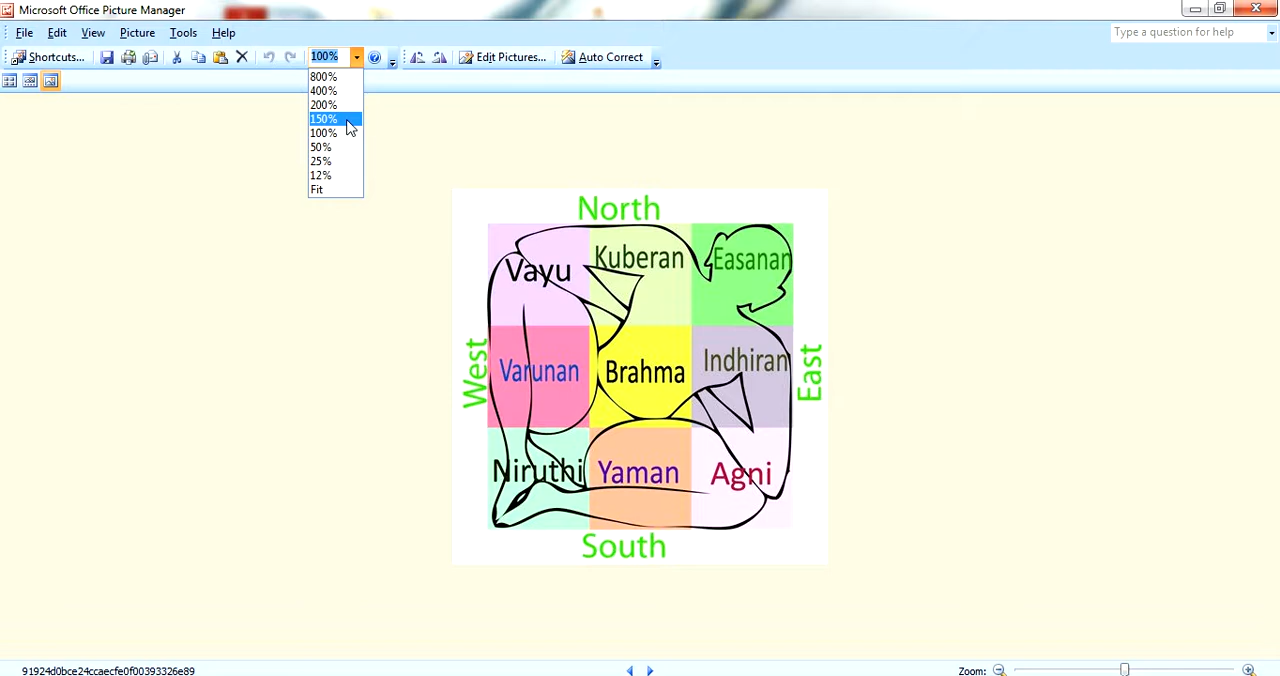 Microsoft Office Picture Manager
File Edit View Picture Tools Help
Type a question for help
Shortcuts... 100% Edit Pictures... Auto Correct
800%
400%
200%
150%
100%
50%
25%
12%
Fit
North
Vayu Kuberan Easanan
West
Varunan Brahma Indhiran
East
Niruthi Yaman Agni
South
91924d0bce24ccaecfe0f00393326e89 Zoom: